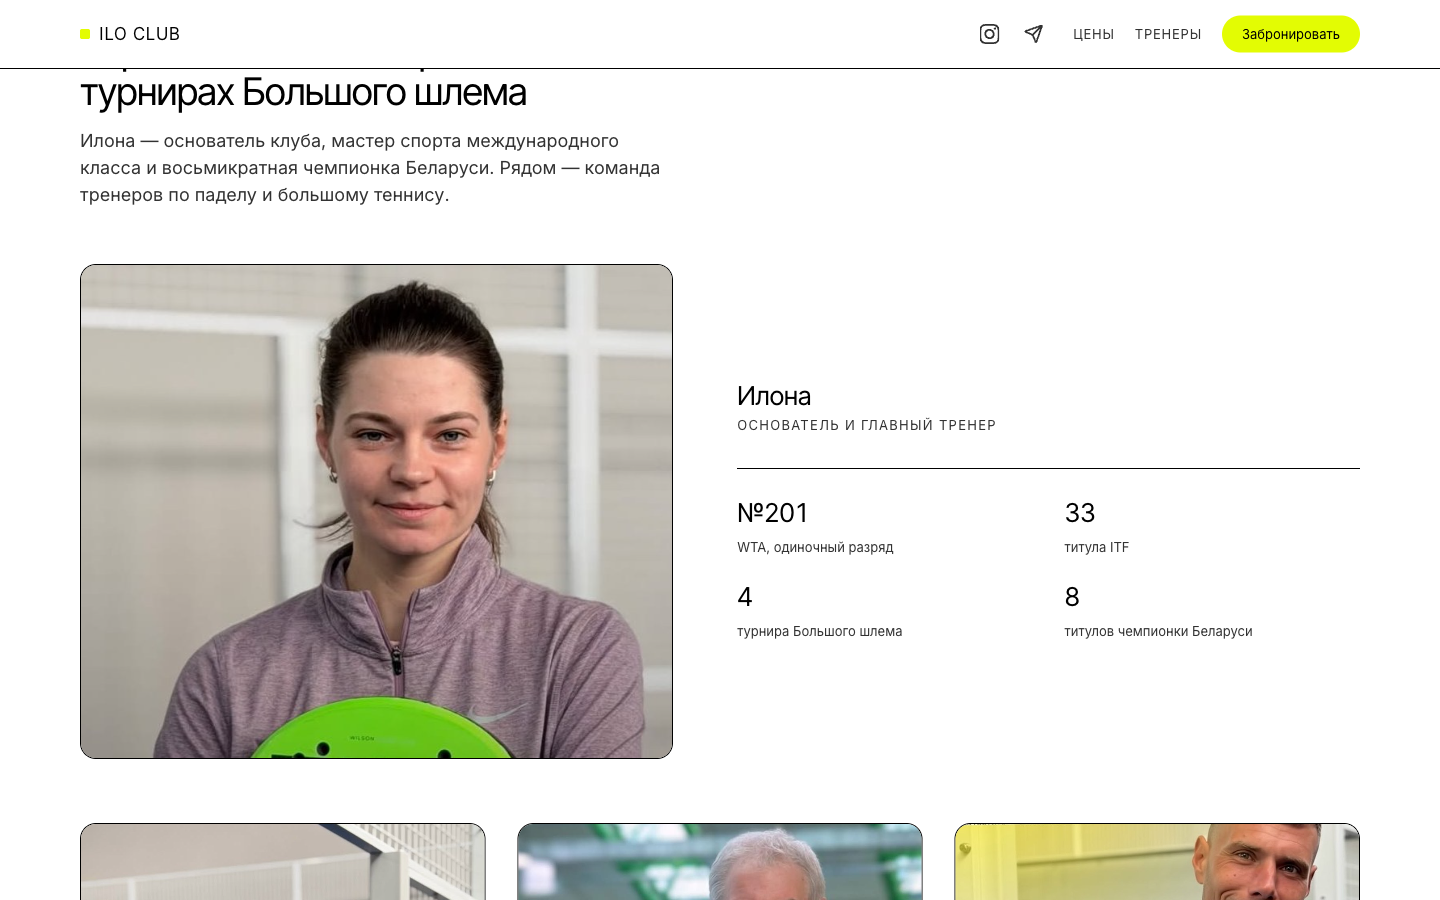 ILO CLUB
ЦЕНЫ
ТРЕНЕРЫ
Забронировать
турнирах Большого шлема
Илона — основатель клуба, мастер спорта международного
класса и восьмикратная чемпионка Беларуси. Рядом — команда
тренеров по паделу и большому теннису.
Илона
ОСНОВАТЕЛЬ И ГЛАВНЫЙ ТРЕНЕР
№201
33
WTA, одиночный разряд
титула ITF
4
8
турнира Большого шлема
титулов чемпионки Беларуси
WILSON